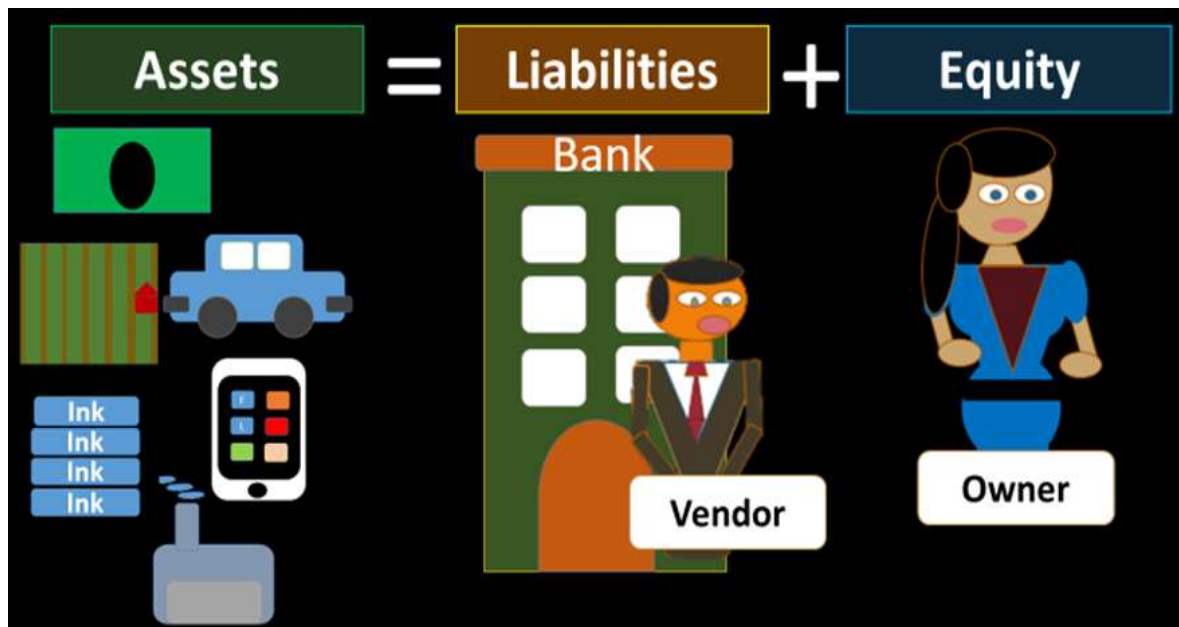 Assets = Liabilities + Equity
Bank
Ink
Ink
Ink
Ink
F
L
Vendor
Owner